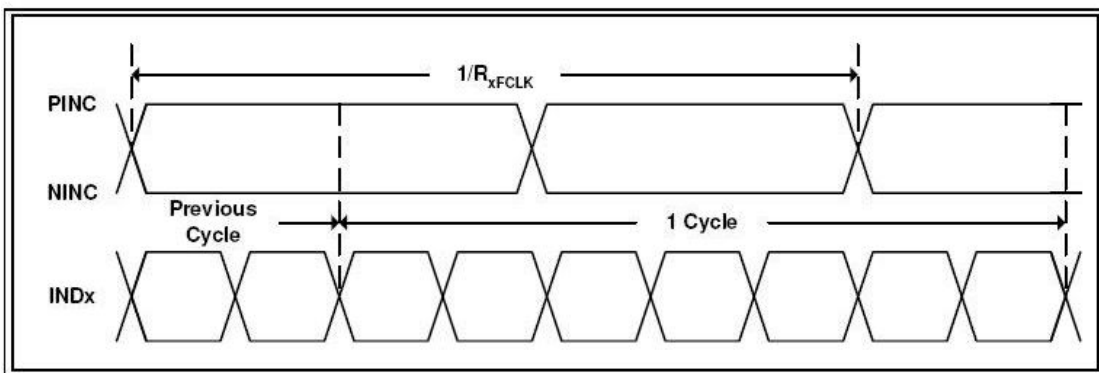 1/RxFCLK
PINC
NINC
Previous
Cycle
1 Cycle
INDx